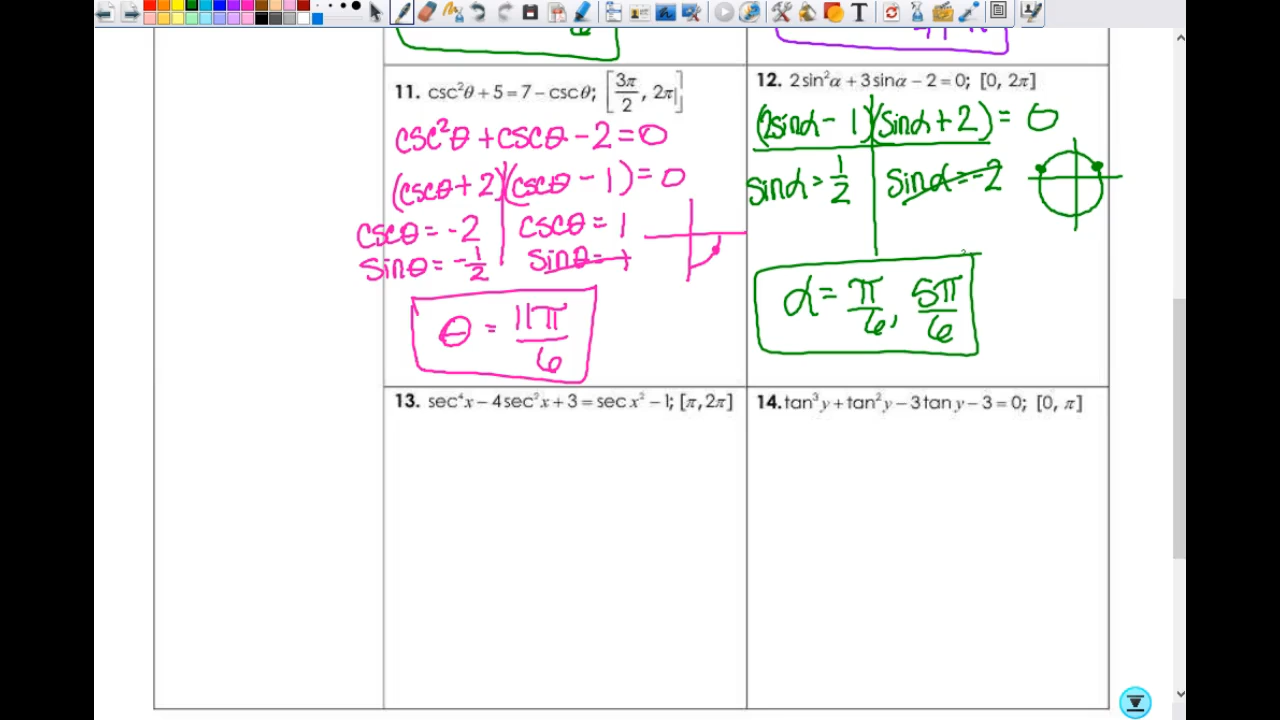 11. csc²θ + 5 = 7 – cscθ; [3π/2, 2π]
csc²θ + cscθ - 2 = 0
(cscθ + 2)(cscθ - 1) = 0
cscθ = -2 cscθ = 1
sinθ = -1/2 sinθ = 1
θ = 11π/6
12. 2sin²α + 3sinα – 2 = 0; [0, 2π]
(2sinα - 1)(sinα + 2) = 0
sinα = 1/2 sinα = -2
α = π/6, 5π/6
13. sec⁴x – 4sec²x + 3 = sec x² – 1; [π, 2π]
14. tan³y + tan²y – 3tan y – 3 = 0; [0, π]